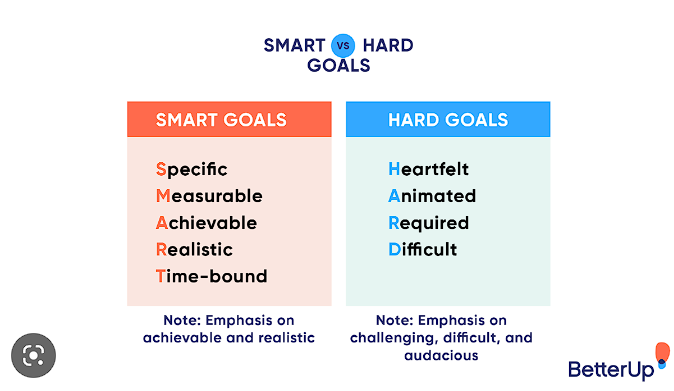 SMART vs HARD
GOALS
SMART GOALS
Specific
Measurable
Achievable
Realistic
Time-bound
Note: Emphasis on
achievable and realistic
HARD GOALS
Heartfelt
Animated
Required
Difficult
Note: Emphasis on
challenging, difficult, and
audacious
BetterUp